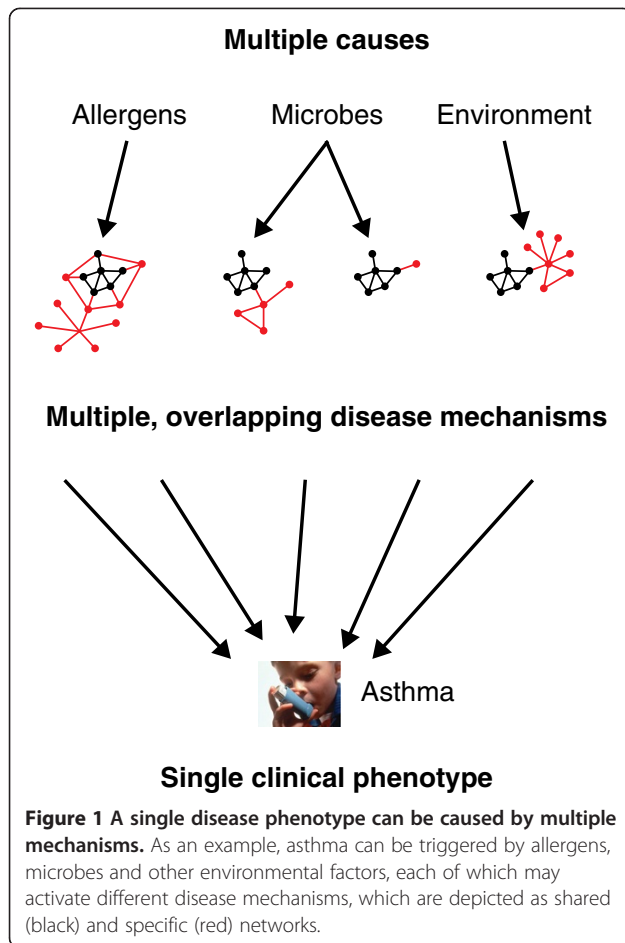 Multiple causes
Allergens Microbes Environment
Multiple, overlapping disease mechanisms
Asthma
Single clinical phenotype
Figure 1 A single disease phenotype can be caused by multiple
mechanisms. As an example, asthma can be triggered by allergens,
microbes and other environmental factors, each of which may
activate different disease mechanisms, which are depicted as shared
(black) and specific (red) networks.